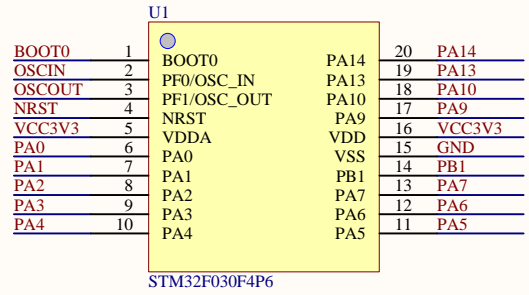 U1
BOOT0 1 BOOT0 PA14 20 PA14
OSCIN 2 PF0/OSC_IN PA13 19 PA13
OSCOUT 3 PF1/OSC_OUT PA10 18 PA10
NRST 4 NRST PA9 17 PA9
VCC3V3 5 VDDA VDD 16 VCC3V3
PA0 6 PA0 VSS 15 GND
PA1 7 PA1 PB1 14 PB1
PA2 8 PA2 PA7 13 PA7
PA3 9 PA3 PA6 12 PA6
PA4 10 PA4 PA5 11 PA5
STM32F030F4P6